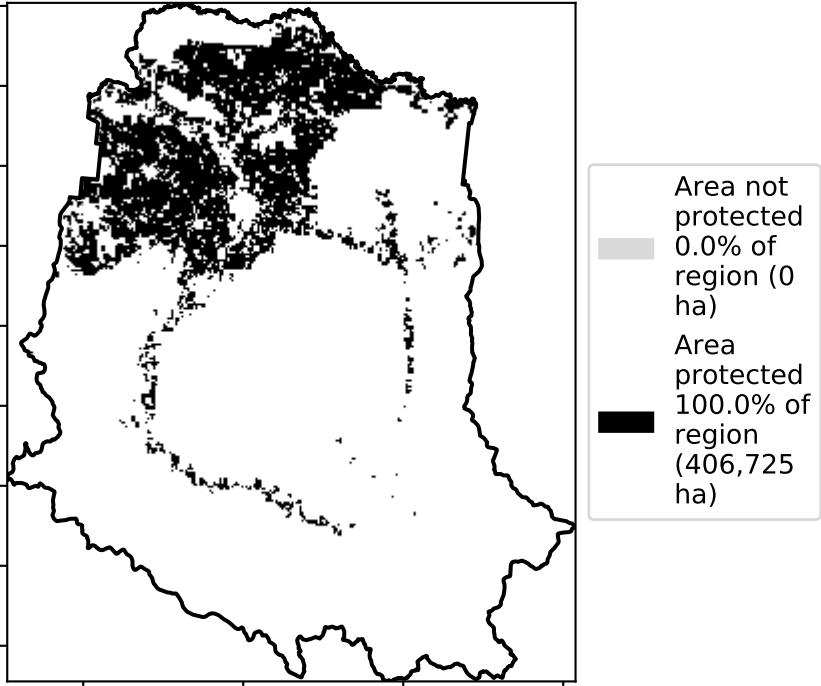 Area not
protected
0.0% of
region (0
ha)
Area
protected
100.0% of
region
(406,725
ha)